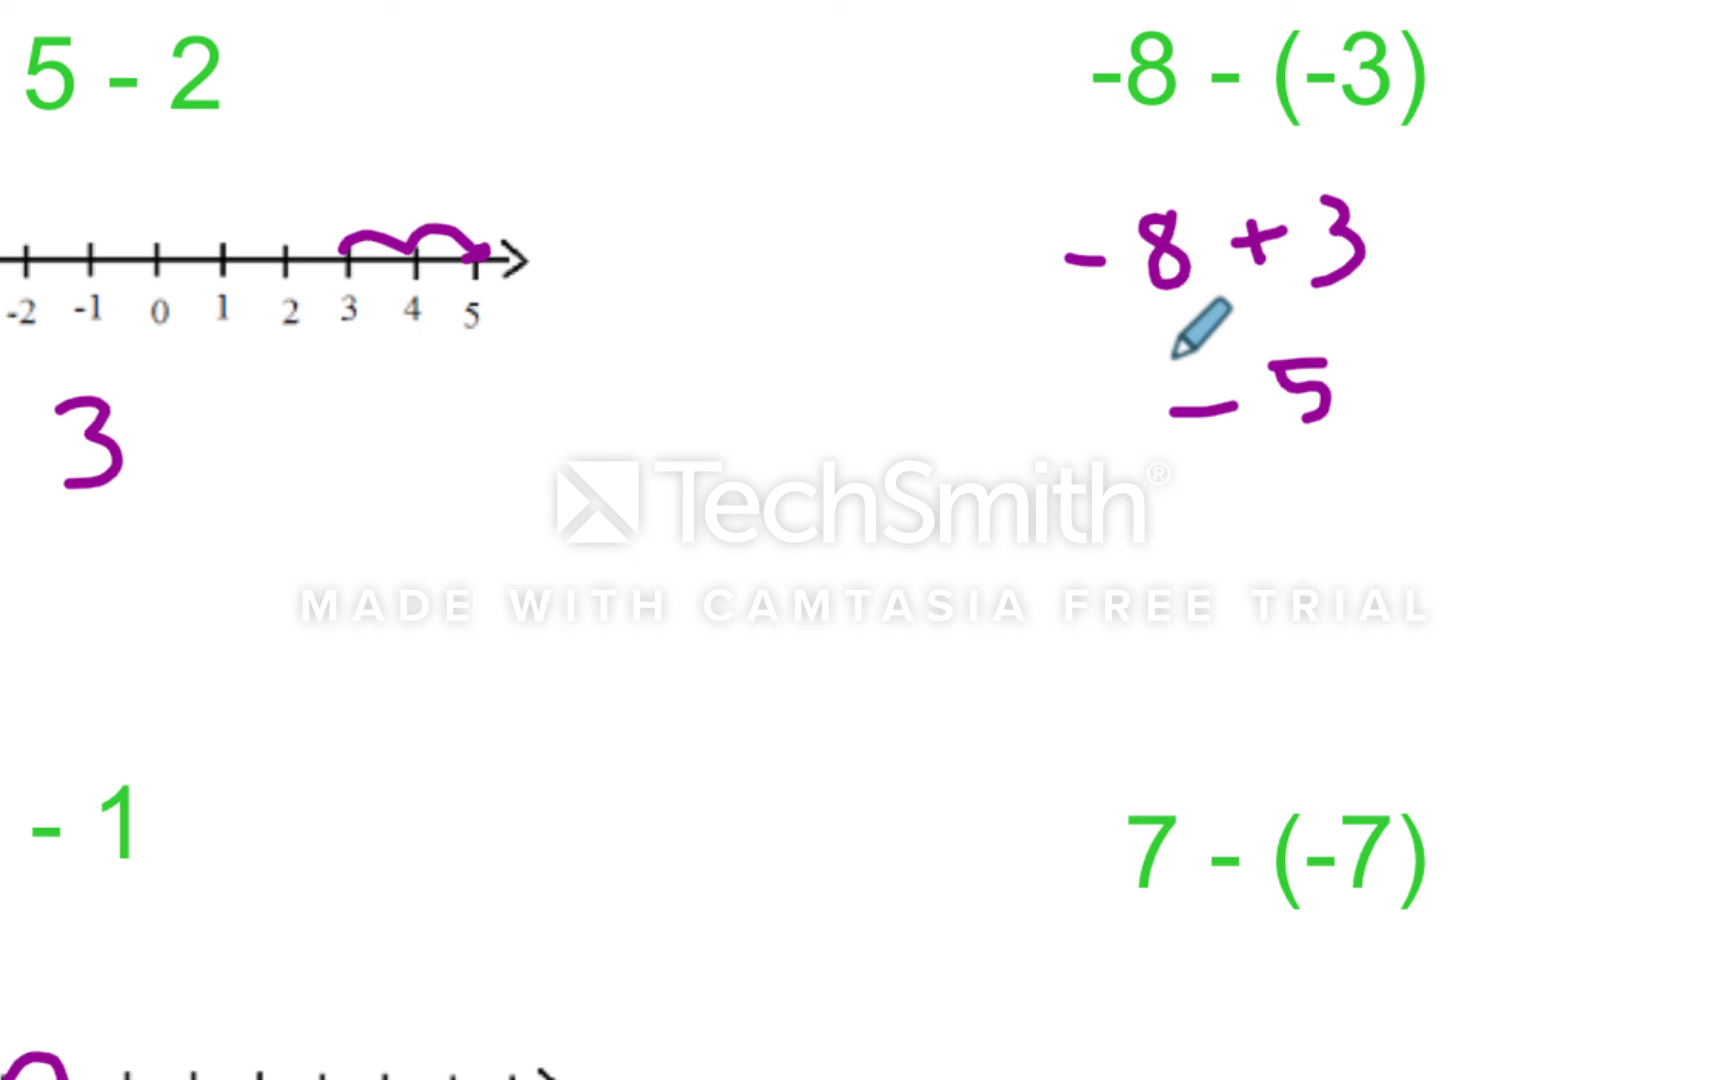 5 - 2
-2 -1 0 1 2 3 4 5
3
-8 - (-3)
-8 + 3
-5
TechSmith®
MADE WITH CAMTASIA FREE TRIAL
- 1
7 - (-7)